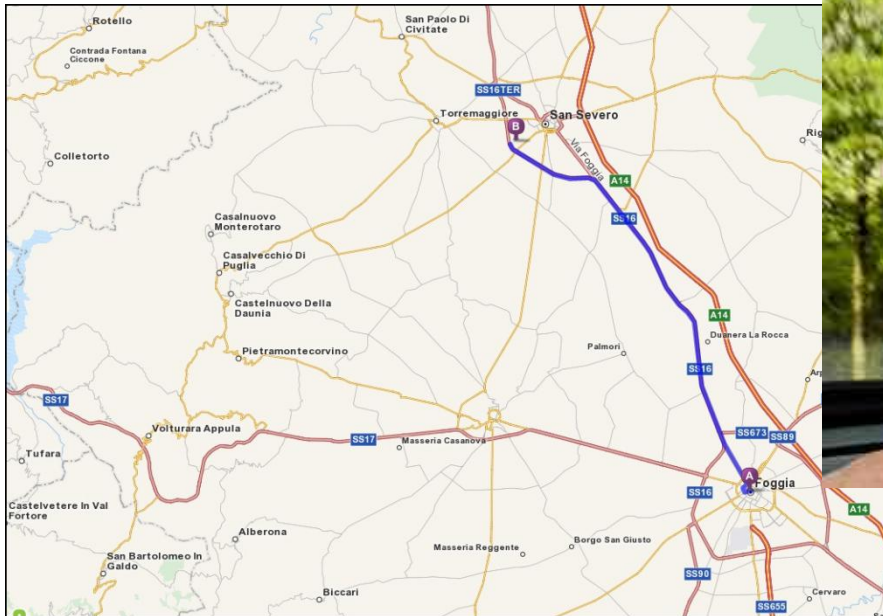 Rotello
San Paolo Di
Civitate
Contrada Fontana
Ciccone
SS16TER
San Severo
Torremaggiore
B
Colletorto
Via Foggia
A14
Casalnuovo
Monterotaro
SS16
Casalvecchio Di
Puglia
Castelnuovo Della
Daunia
A14
Duanera La Rocca
Palmori
Pietramontecorvino
SS16
SS17
Volturara Appula
SS17
Masseria Casanova
SS673
SS89
Tufara
A
Foggia
SS16
Castelvetere In Val
Fortore
A14
Alberona
Borgo San Giusto
Masseria Reggente
San Bartolomeo In
Galdo
SS90
Biccari
Cervaro
SS655